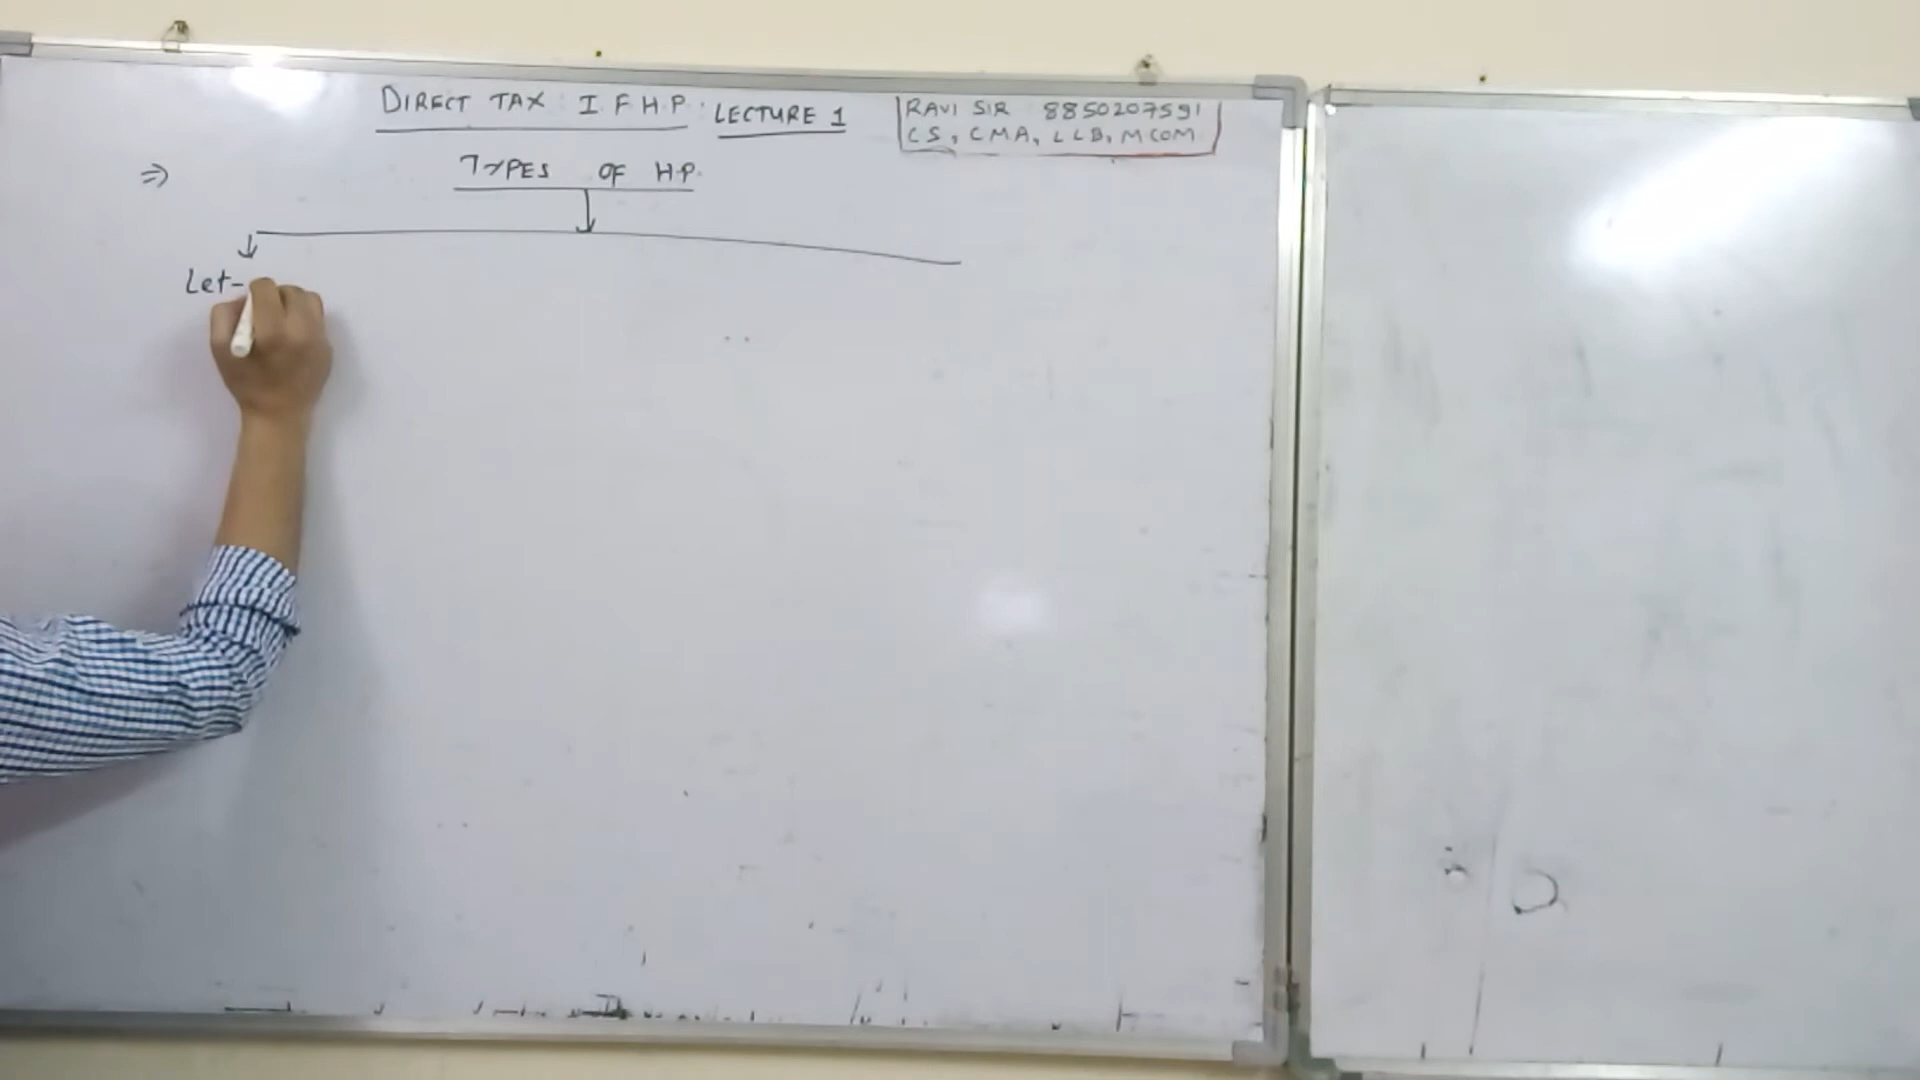 DIRECT TAX : I F H.P : LECTURE 1
RAVI SIR 8850207591
CS, CMA, LLB, MCOM
⇒ TYPES OF H.P.
Let-